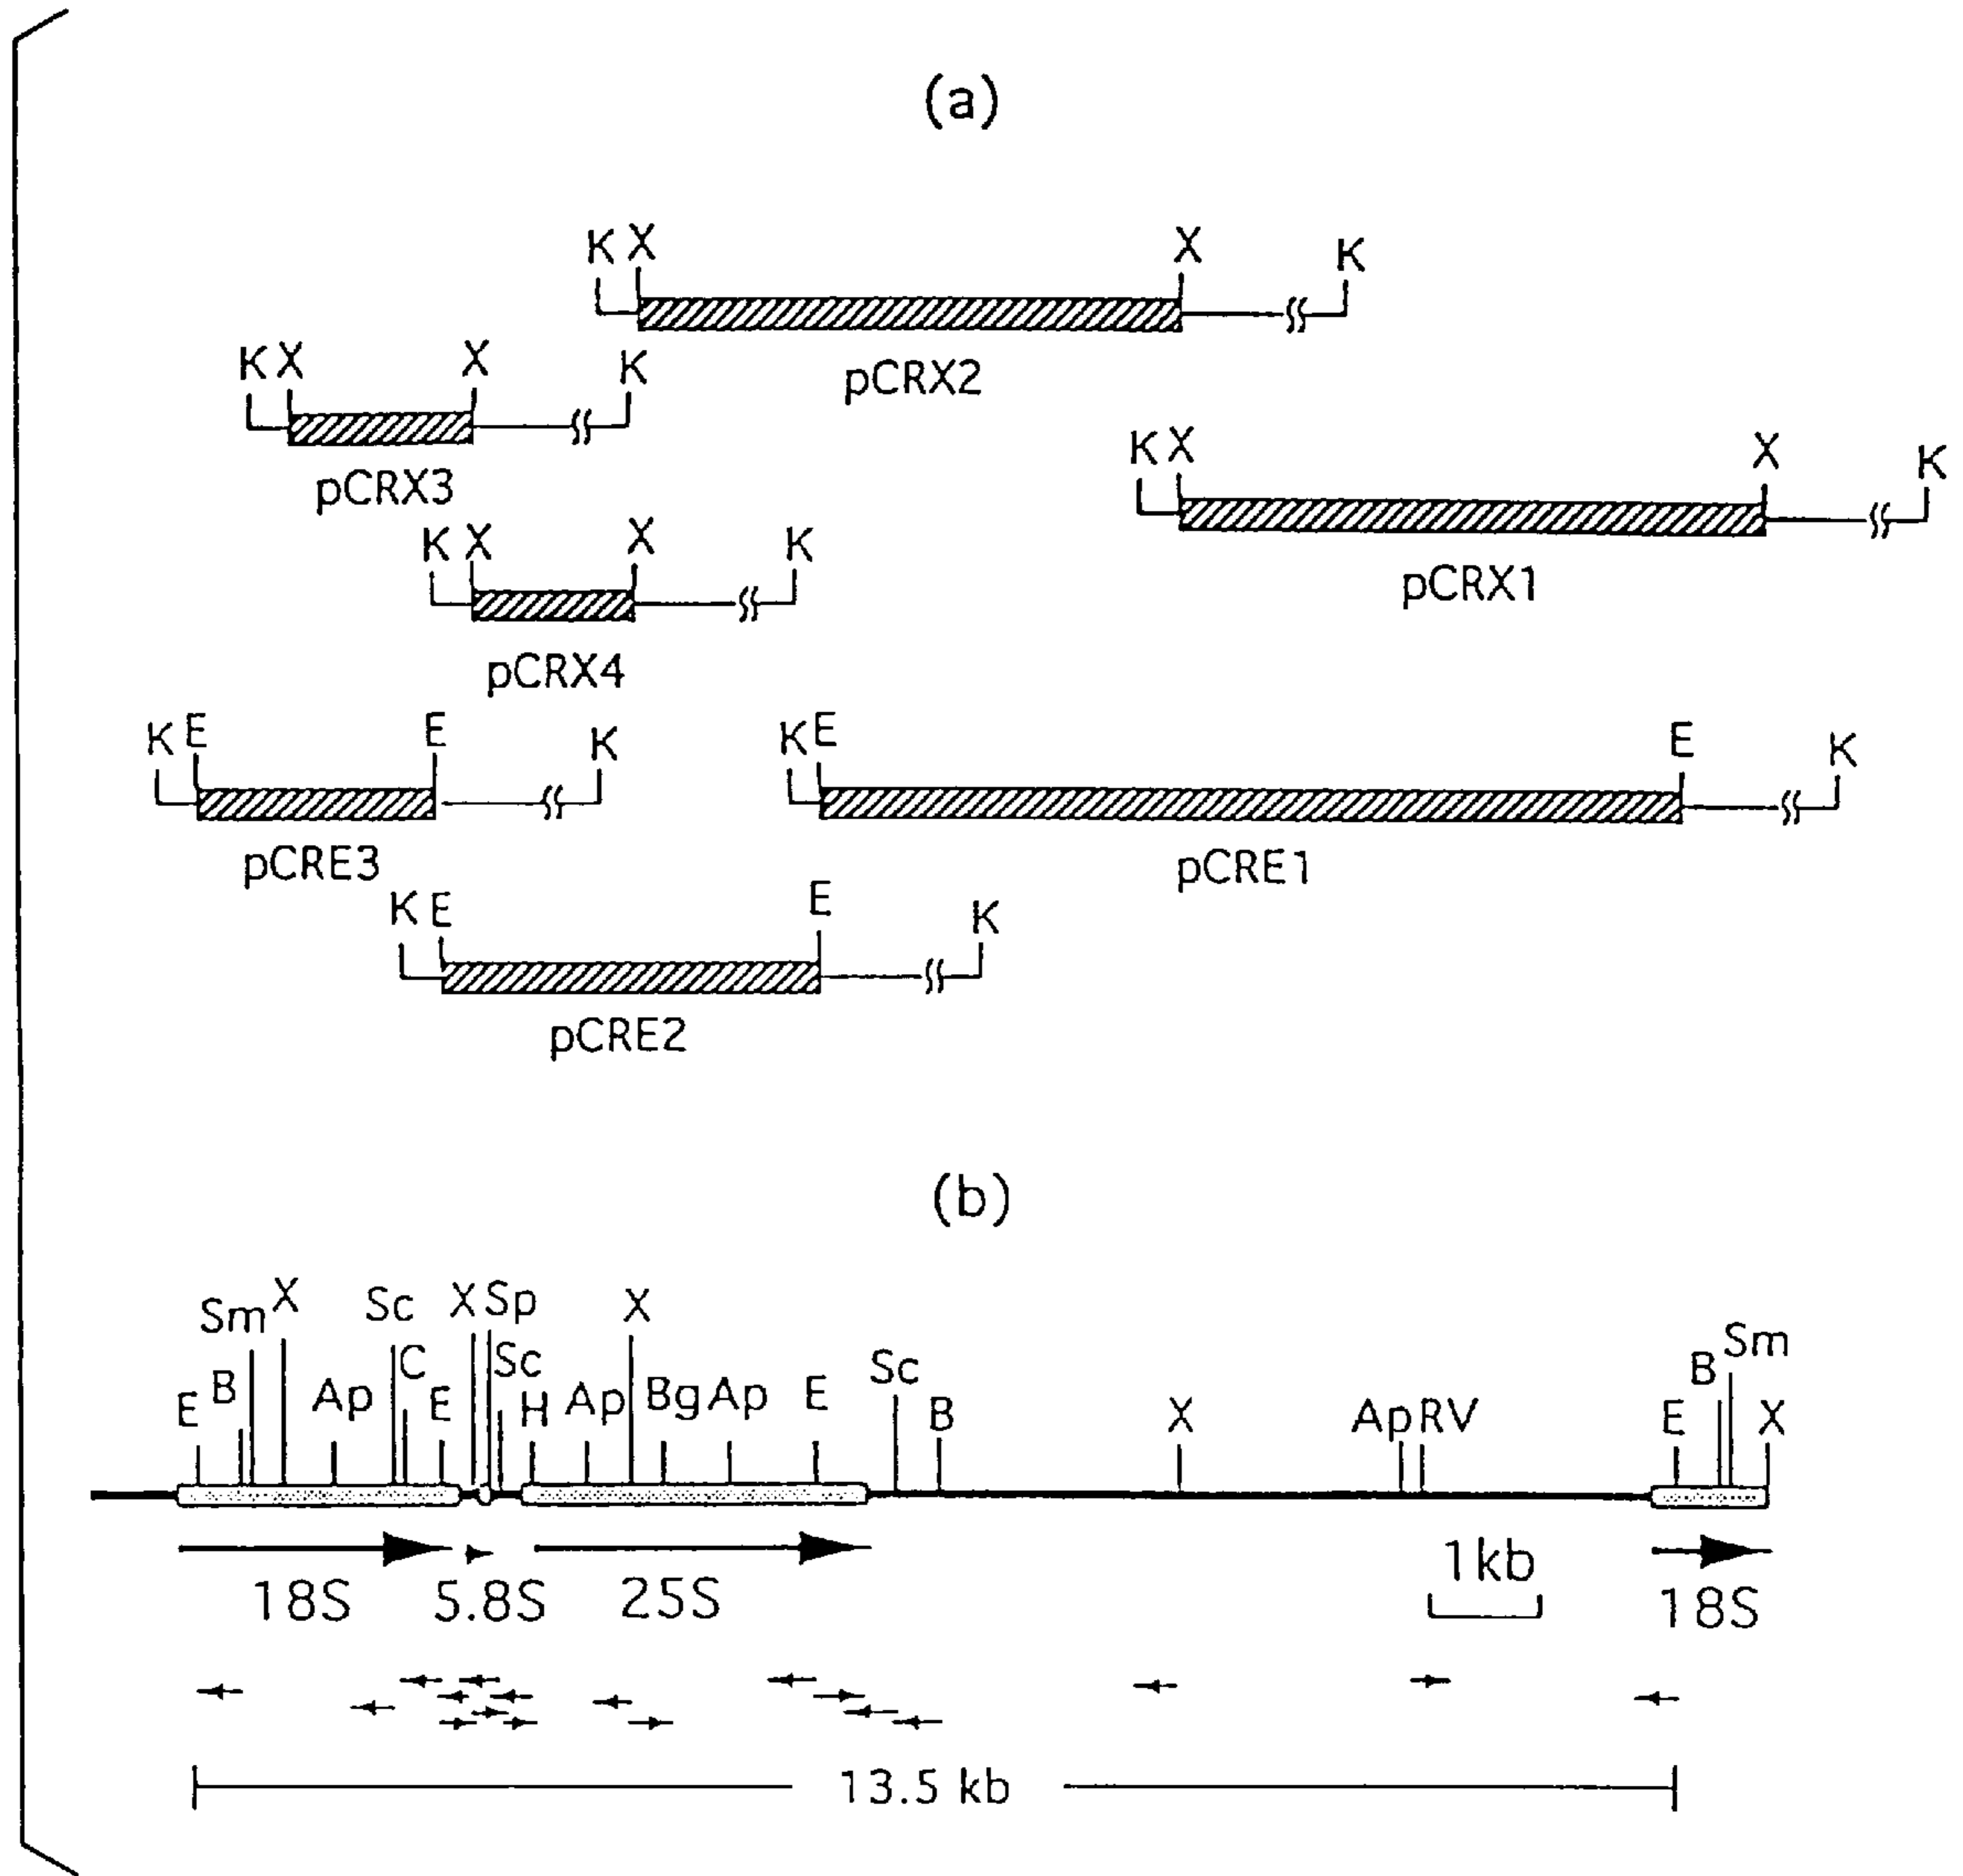 (a)
K X X K
pCRX2
K X X K
pCRX3
K X X K
pCRX1
K X X K
pCRX4
K E E K
pCRE3
K E E K
pCRE1
K E E K
pCRE2
(b)
Sm X Sc X Sp X Sm
E B Ap C E Sc H Ap Bg Ap E Sc B X Ap RV E B X
18S 5.8S 25S 1kb 18S
13.5 kb